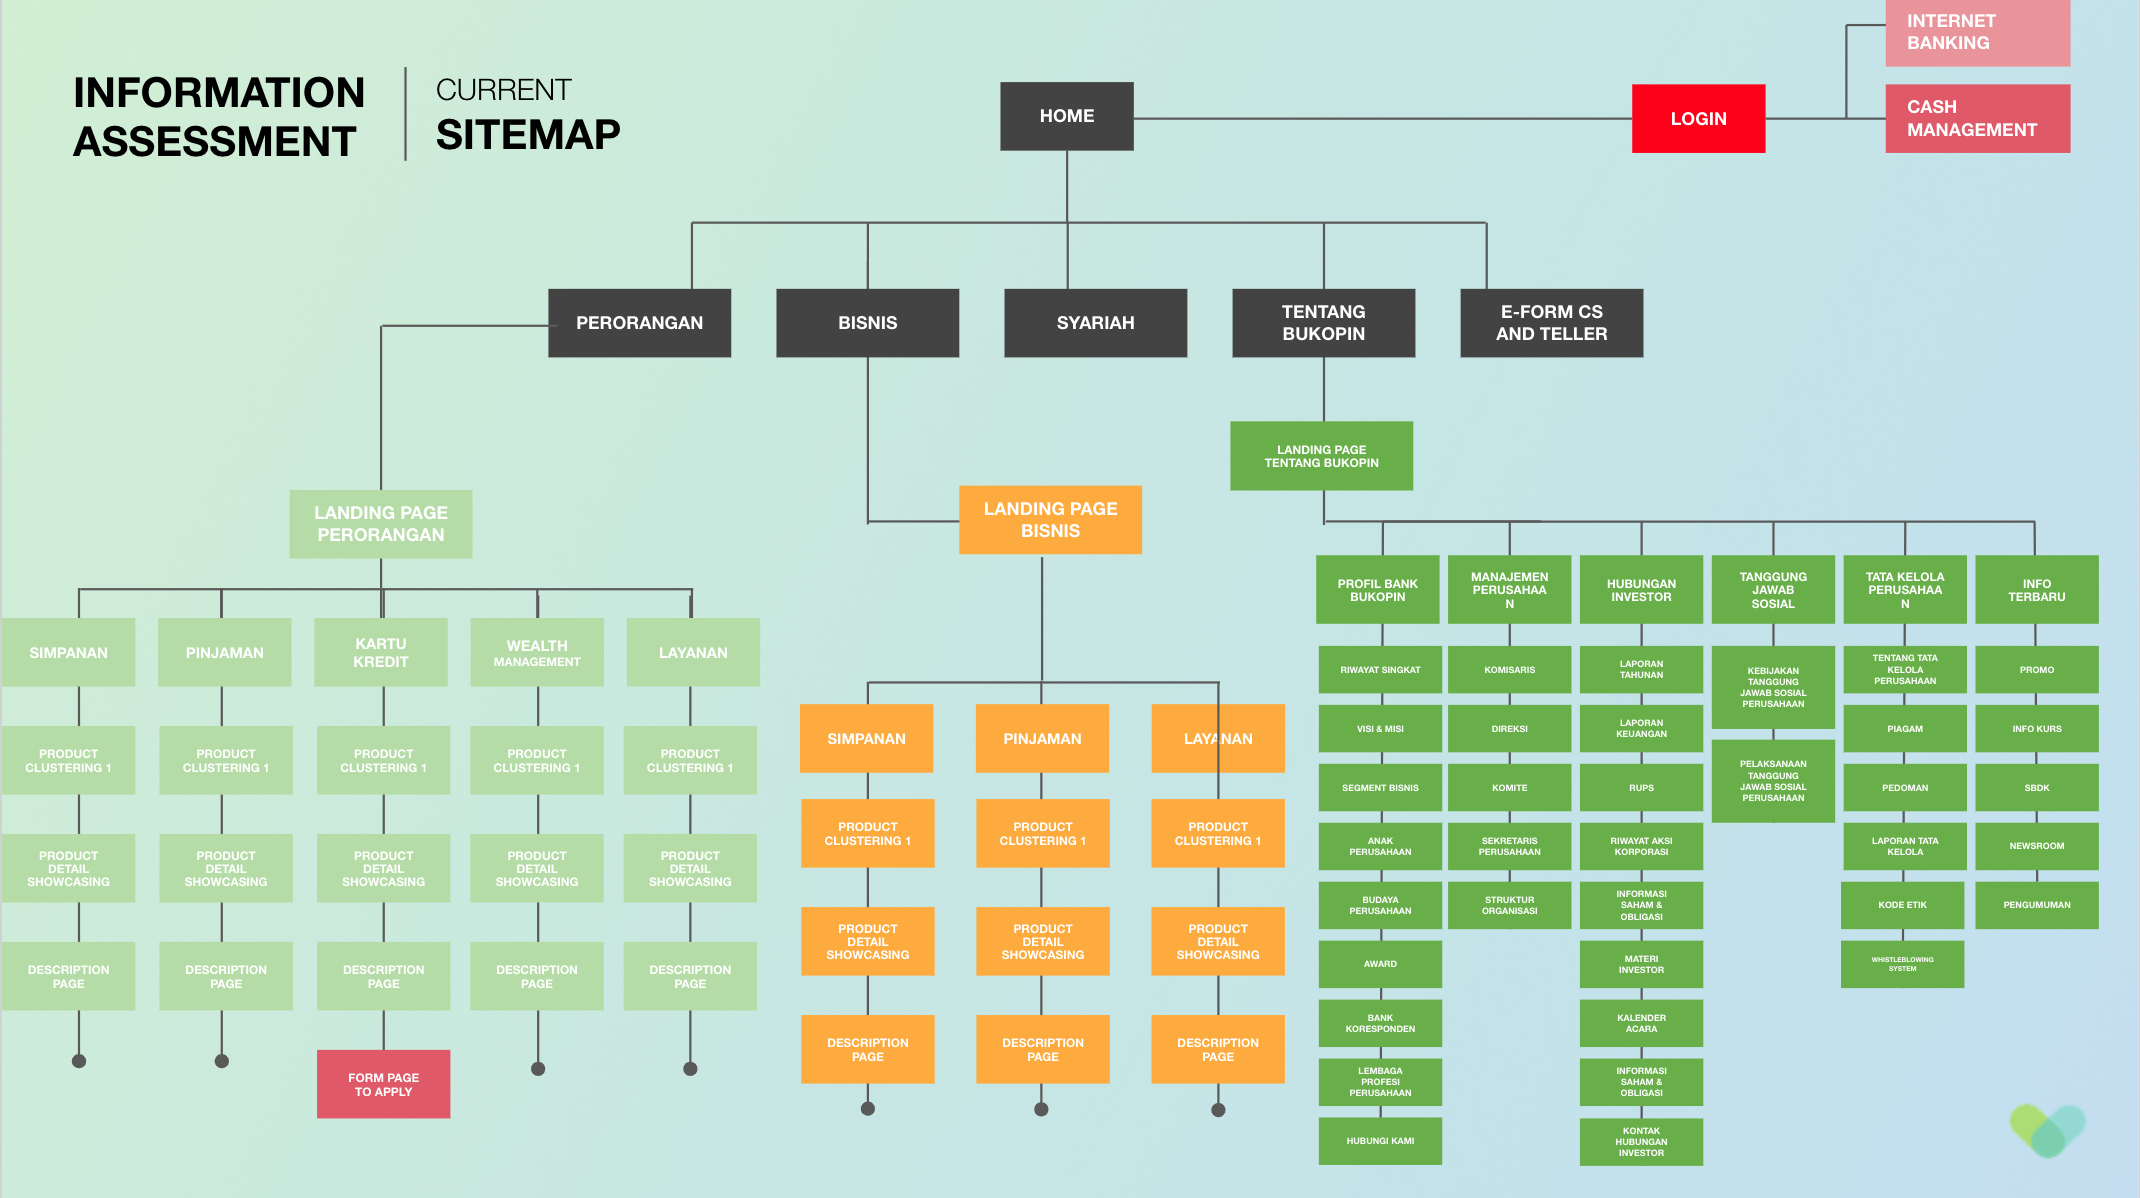 INFORMATION
ASSESSMENT
CURRENT
SITEMAP
HOME
LOGIN
INTERNET
BANKING
CASH
MANAGEMENT
PERORANGAN
BISNIS
SYARIAH
TENTANG
BUKOPIN
E-FORM CS
AND TELLER
LANDING PAGE
PERORANGAN
SIMPANAN
PINJAMAN
KARTU
KREDIT
WEALTH
MANAGEMENT
LAYANAN
PRODUCT
CLUSTERING 1
PRODUCT
CLUSTERING 1
PRODUCT
CLUSTERING 1
PRODUCT
CLUSTERING 1
PRODUCT
CLUSTERING 1
PRODUCT
DETAIL
SHOWCASING
PRODUCT
DETAIL
SHOWCASING
PRODUCT
DETAIL
SHOWCASING
PRODUCT
DETAIL
SHOWCASING
PRODUCT
DETAIL
SHOWCASING
DESCRIPTION
PAGE
DESCRIPTION
PAGE
DESCRIPTION
PAGE
DESCRIPTION
PAGE
DESCRIPTION
PAGE
FORM PAGE
TO APPLY
LANDING PAGE
BISNIS
SIMPANAN
PINJAMAN
LAYANAN
PRODUCT
CLUSTERING 1
PRODUCT
CLUSTERING 1
PRODUCT
CLUSTERING 1
PRODUCT
DETAIL
SHOWCASING
PRODUCT
DETAIL
SHOWCASING
PRODUCT
DETAIL
SHOWCASING
DESCRIPTION
PAGE
DESCRIPTION
PAGE
DESCRIPTION
PAGE
LANDING PAGE
TENTANG BUKOPIN
PROFIL BANK
BUKOPIN
RIWAYAT SINGKAT
VISI & MISI
SEGMENT BISNIS
ANAK
PERUSAHAAN
BUDAYA
PERUSAHAAN
AWARD
BANK
KORESPONDEN
LEMBAGA
PROFESI
PERUSAHAAN
HUBUNGI KAMI
MANAJEMEN
PERUSAHAA
N
KOMISARIS
DIREKSI
KOMITE
SEKRETARIS
PERUSAHAAN
STRUKTUR
ORGANISASI
HUBUNGAN
INVESTOR
LAPORAN
TAHUNAN
LAPORAN
KEUANGAN
RUPS
RIWAYAT AKSI
KORPORASI
INFORMASI
SAHAM &
OBLIGASI
MATERI
INVESTOR
KALENDER
ACARA
INFORMASI
SAHAM &
OBLIGASI
KONTAK
HUBUNGAN
INVESTOR
TANGGUNG
JAWAB
SOSIAL
KEBIJAKAN
TANGGUNG
JAWAB SOSIAL
PERUSAHAAN
PELAKSANAAN
TANGGUNG
JAWAB SOSIAL
PERUSAHAAN
TATA KELOLA
PERUSAHAA
N
TENTANG TATA
KELOLA
PERUSAHAAN
PIAGAM
PEDOMAN
LAPORAN TATA
KELOLA
KODE ETIK
WHISTLEBLOWING
SYSTEM
INFO
TERBARU
PROMO
INFO KURS
SBDK
NEWSROOM
PENGUMUMAN